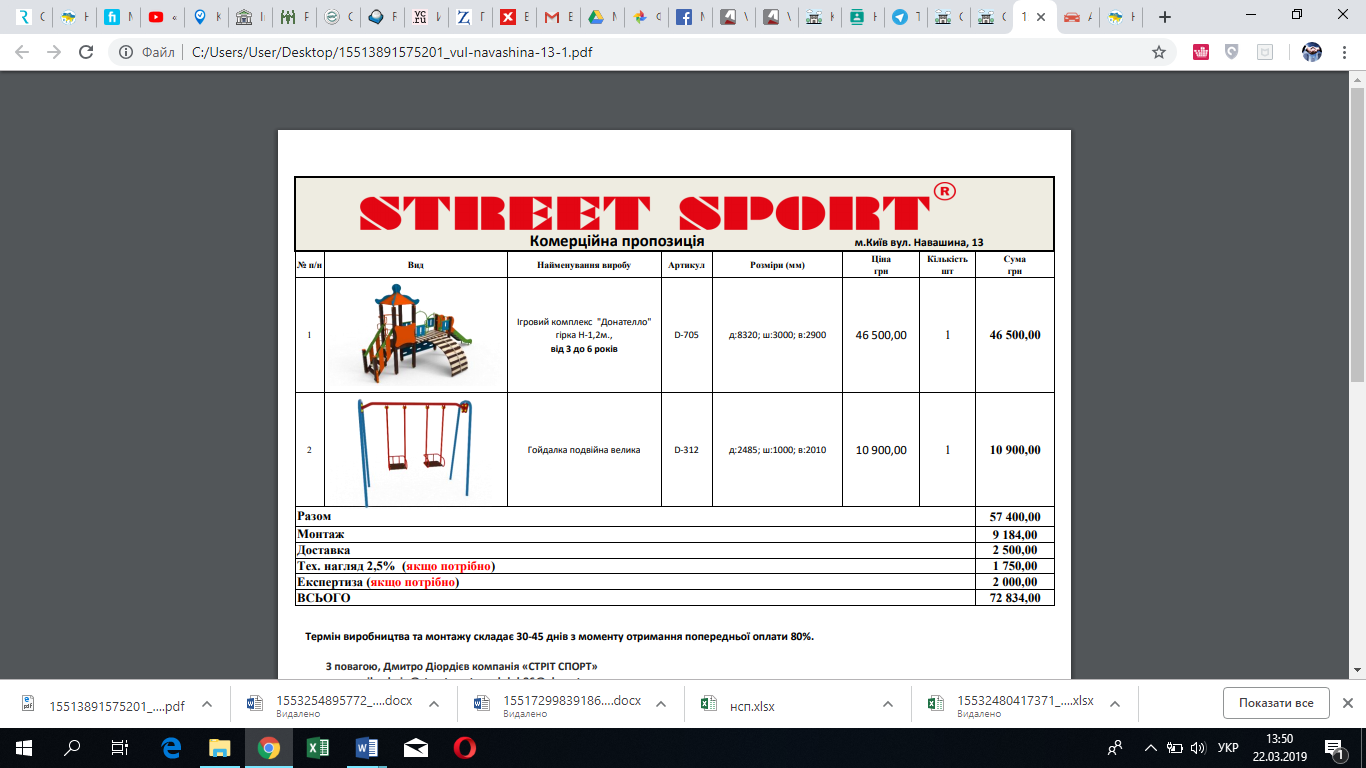 Файл
C:/Users/User/Desktop/15513891575201_vul-navashina-13-1.pdf
STREET SPORT®
Комерційна пропозиція м.Київ вул. Навашина, 13
№ п/п Вид Найменування виробу Артикул Розміри (мм) Ціна грн Кількість шт Сума грн
1 Ігровий комплекс "Донателло" гірка H-1,2м., від 3 до 6 років D-705 д:8320; ш:3000; в:2900 46 500,00 1 46 500,00
2 Гойдалка подвійна велика D-312 д:2485; ш:1000; в:2010 10 900,00 1 10 900,00
Разом 57 400,00
Монтаж 9 184,00
Доставка 2 500,00
Тех. нагляд 2,5% (якщо потрібно) 1 750,00
Експертиза (якщо потрібно) 2 000,00
ВСЬОГО 72 834,00
Термін виробництва та монтажу складає 30-45 днів з моменту отримання попередньої оплати 80%.
З повагою, Дмитро Діордієв компанія «СТРІТ СПОРТ»
15513891575201_....pdf
1553254895772_....docx
Видалено
15517299839186....docx
Видалено
нсп.xlsx
15532480417371_....xlsx
Видалено
Показати все
УКР
13:50
22.03.2019
1